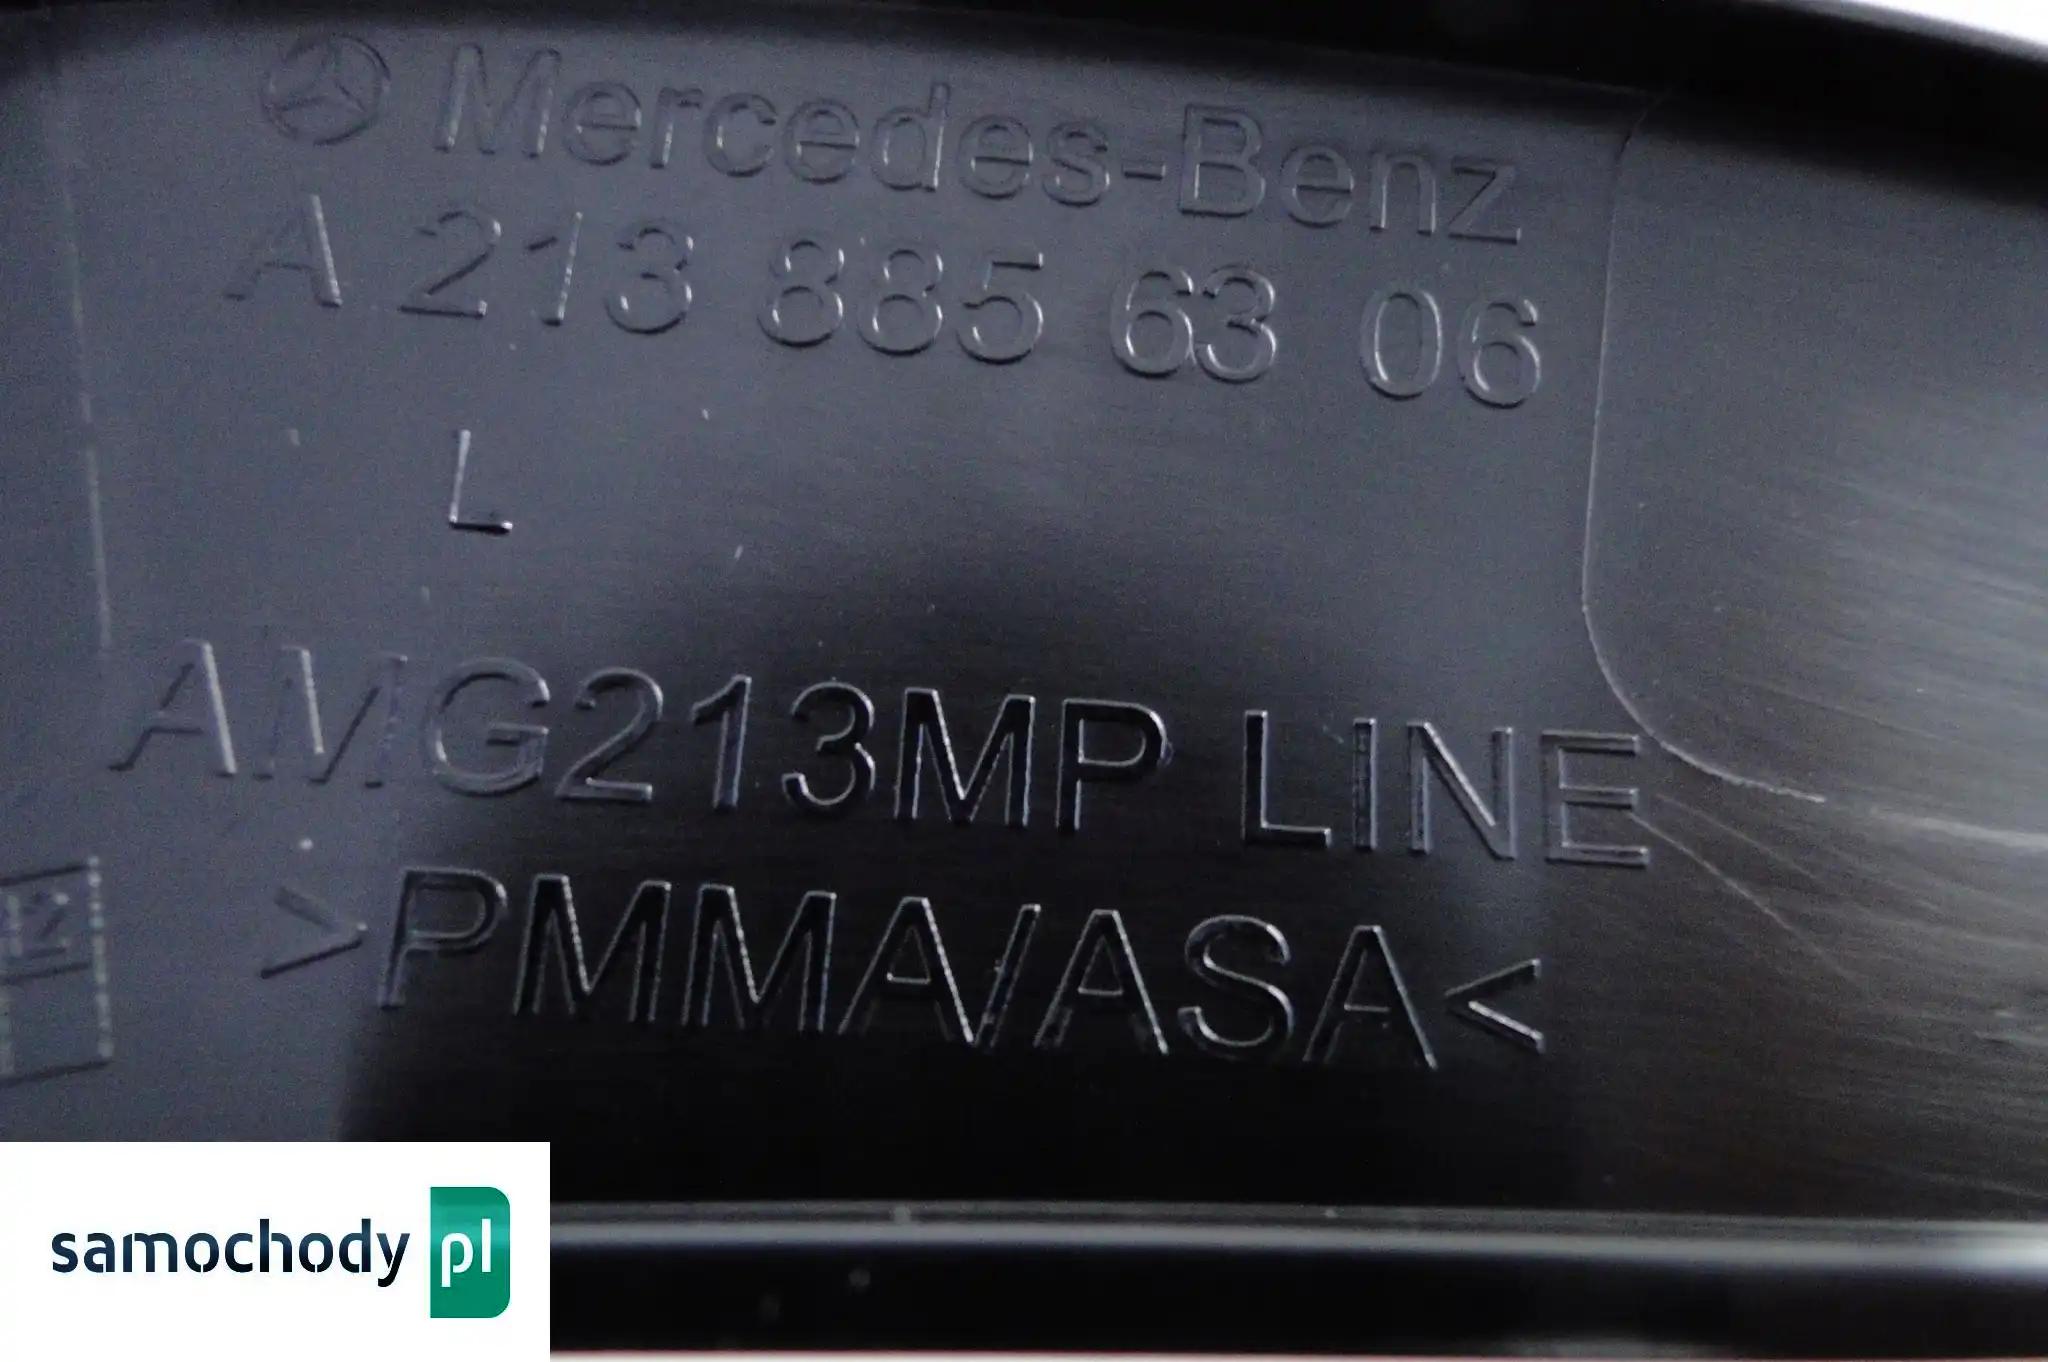 Mercedes-Benz
A 213 885 63 06
L
AMG213MP LINE
>PMMA/ASA<
samochody pl